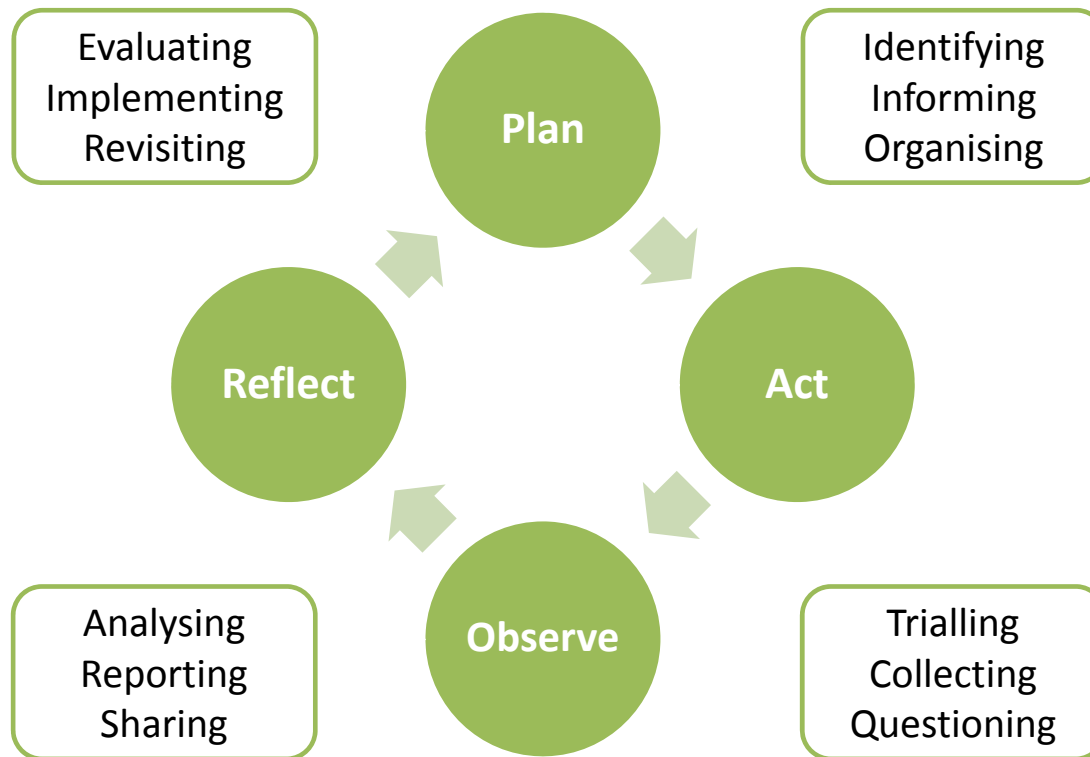 Evaluating
Implementing
Revisiting
Plan
Identifying
Informing
Organising
Reflect
Act
Analysing
Reporting
Sharing
Observe
Trialling
Collecting
Questioning